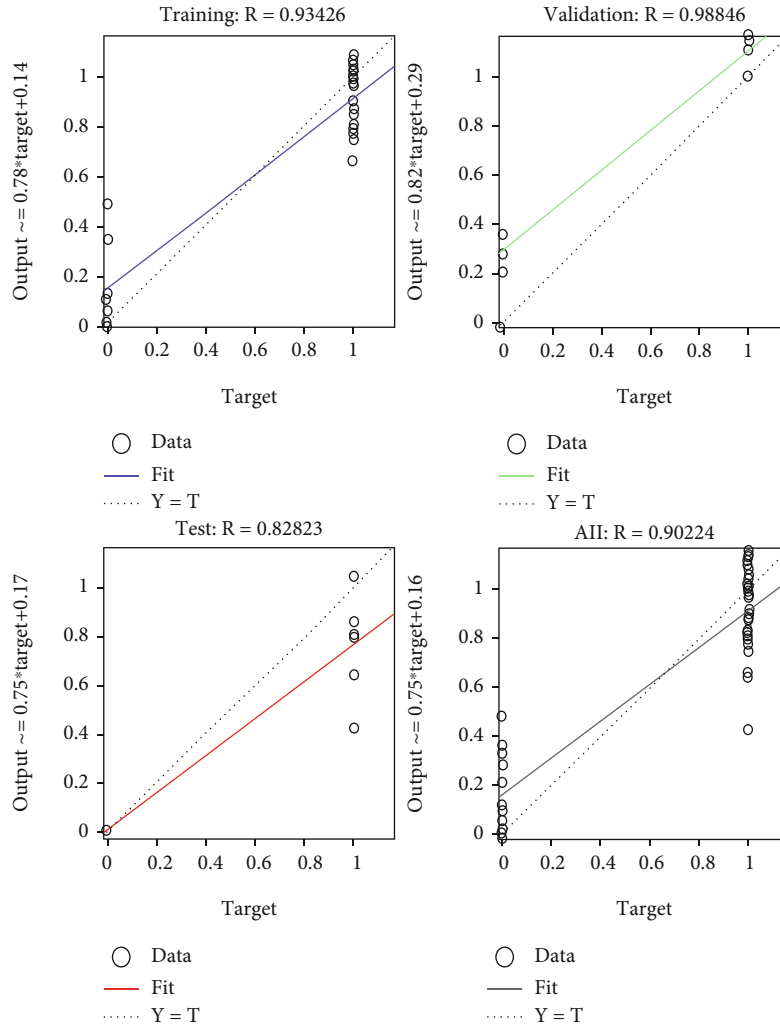 Training: R = 0.93426
Output ~= 0.78*target+0.14
1
0.8
0.6
0.4
0.2
0
0 0.2 0.4 0.6 0.8 1
Target
Data
Fit
Y = T
Validation: R = 0.98846
Output ~= 0.82*target+0.29
1
0.8
0.6
0.4
0.2
0
0 0.2 0.4 0.6 0.8 1
Target
Data
Fit
Y = T
Test: R = 0.82823
Output ~= 0.75*target+0.17
1
0.8
0.6
0.4
0.2
0
0 0.2 0.4 0.6 0.8 1
Target
Data
Fit
Y = T
AII: R = 0.90224
Output ~= 0.75*target+0.16
1
0.8
0.6
0.4
0.2
0
0 0.2 0.4 0.6 0.8 1
Target
Data
Fit
Y = T